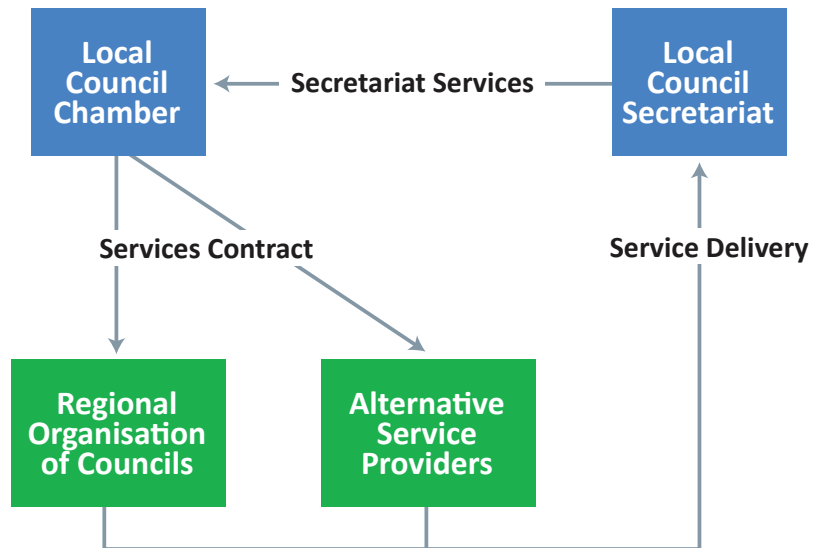 Local
Council
Chamber
Secretariat Services
Local
Council
Secretariat
Services Contract
Service Delivery
Regional
Organisation
of Councils
Alternative
Service
Providers